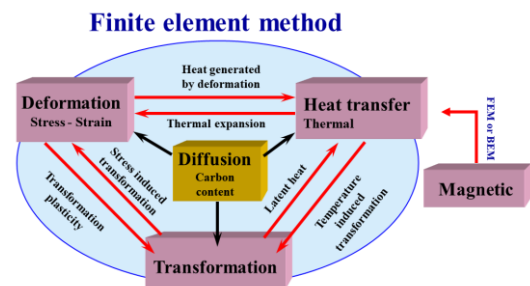 Finite element method
Heat generated
by deformation
Deformation
Stress - Strain
Heat transfer
Thermal
Thermal expansion
FEM or BEM
Diffusion
Carbon
content
Magnetic
Stress induced
transformation
Transformation
plasticity
Latent heat
Temperature
induced
transformation
Transformation